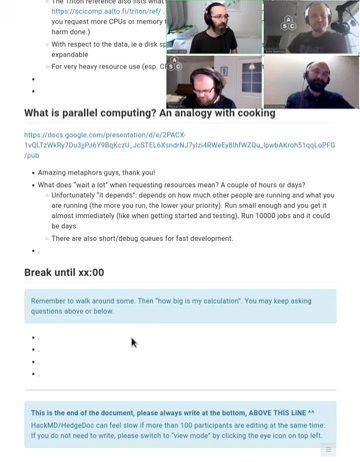 The Triton reference also lists what
https://scicomp.aalto.fi/triton/ref/ .
you request more CPUs or memory t
harm done.)
With respect to the data, ie a disk sp
expandable
For very heavy resource use (esp. C
What is parallel computing? An analogy with cooking
https://docs.google.com/presentation/d/e/2PACX-
/pub
Amazing metaphors guys, thank you!
What does "wait a lot" when requesting resources mean? A couple of hours or days?
Unfortunately "it depends": depends on how much other people are running and what you
are running (the more you run, the lower your priority). Run small enough and you get it
almost immediately (like when getting started and testing). Run 10000 jobs and it could
be days.
There are also short/debug queues for fast development.
.
Break until xx:00
Remember to walk around some. Then "how big is my calculation". You may keep asking
questions above or below.
.
.
.
.
This is the end of the document, please always write at the bottom, ABOVE THIS LINE ^^
HackMD/HedgeDoc can feel slow if more than 100 participants are editing at the same time:
If you do not need to write, please switch to "view mode" by clicking the eye icon on top left.